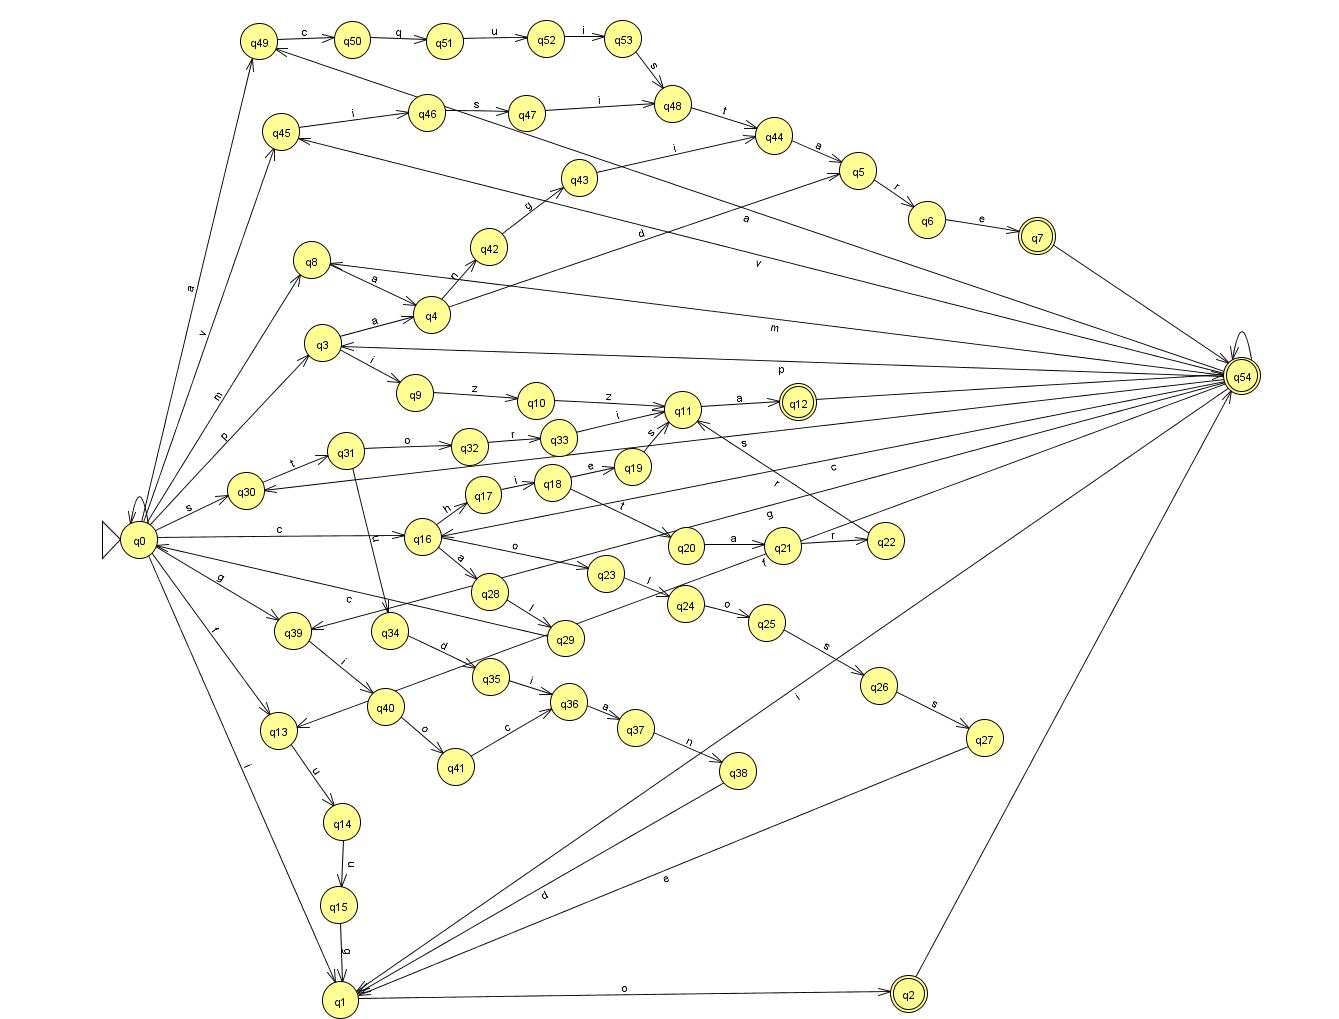 q49 c q50 q q51 u q52 i q53
s
q45 i q46 s q47 i q48 t q44
a q5
i q43
r q6 e q7
g
q42
a d
v
q8 a n
a m
v q4
a
q3 p q54
i
m q9 z q10 z q11 a q12
p i
q31 o q32 r q33 s s
t
q30 q19
s e
q17 i q18 c
h r
q0 c q16 u t g
o q20 a q21 r q22
a f
g q23 l
c q28 q24 o q25
f q39 l q29 s
q34 d
i q35 i q26
q40 q36 a s
q13 o c q37 i q27
u n
i q41 q38
q14
n
e
d
q15
g
q1 o q2